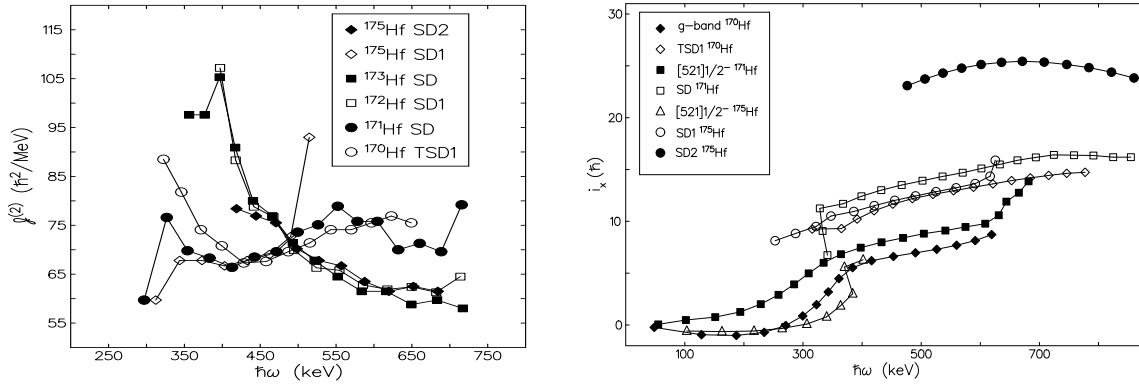 115
105
95
85
75
65
55
250
350
450
550
650
750
ℏω (keV)
𝒥⁽²⁾ (ℏ²/MeV)
¹⁷⁵Hf SD2
¹⁷⁵Hf SD1
¹⁷³Hf SD
¹⁷²Hf SD1
¹⁷¹Hf SD
¹⁷⁰Hf TSD1
30
20
10
0
100
300
500
700
ℏω (keV)
iₓ (ℏ)
g-band ¹⁷⁰Hf
TSD1 ¹⁷⁰Hf
[521]1/2⁻ ¹⁷¹Hf
SD ¹⁷¹Hf
[521]1/2⁻ ¹⁷⁵Hf
SD1 ¹⁷⁵Hf
SD2 ¹⁷⁵Hf